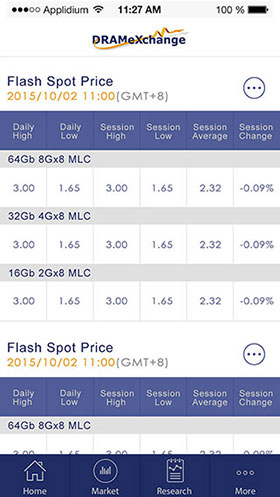 Applidium 11:27 AM 100 %
DRAMeXchange
Flash Spot Price
2015/10/02 11:00(GMT+8)
Daily High Daily Low Session High Session Low Session Average Session Change
64Gb 8Gx8 MLC
3.00 1.65 3.00 1.65 2.32 -0.09%
32Gb 4Gx8 MLC
3.00 1.65 3.00 1.65 2.32 -0.09%
16Gb 2Gx8 MLC
3.00 1.65 3.00 1.65 2.32 -0.09%
Flash Spot Price
2015/10/02 11:00(GMT+8)
Daily High Daily Low Session High Session Low Session Average Session Change
64Gb 8Gx8 MLC
Home Market Research More